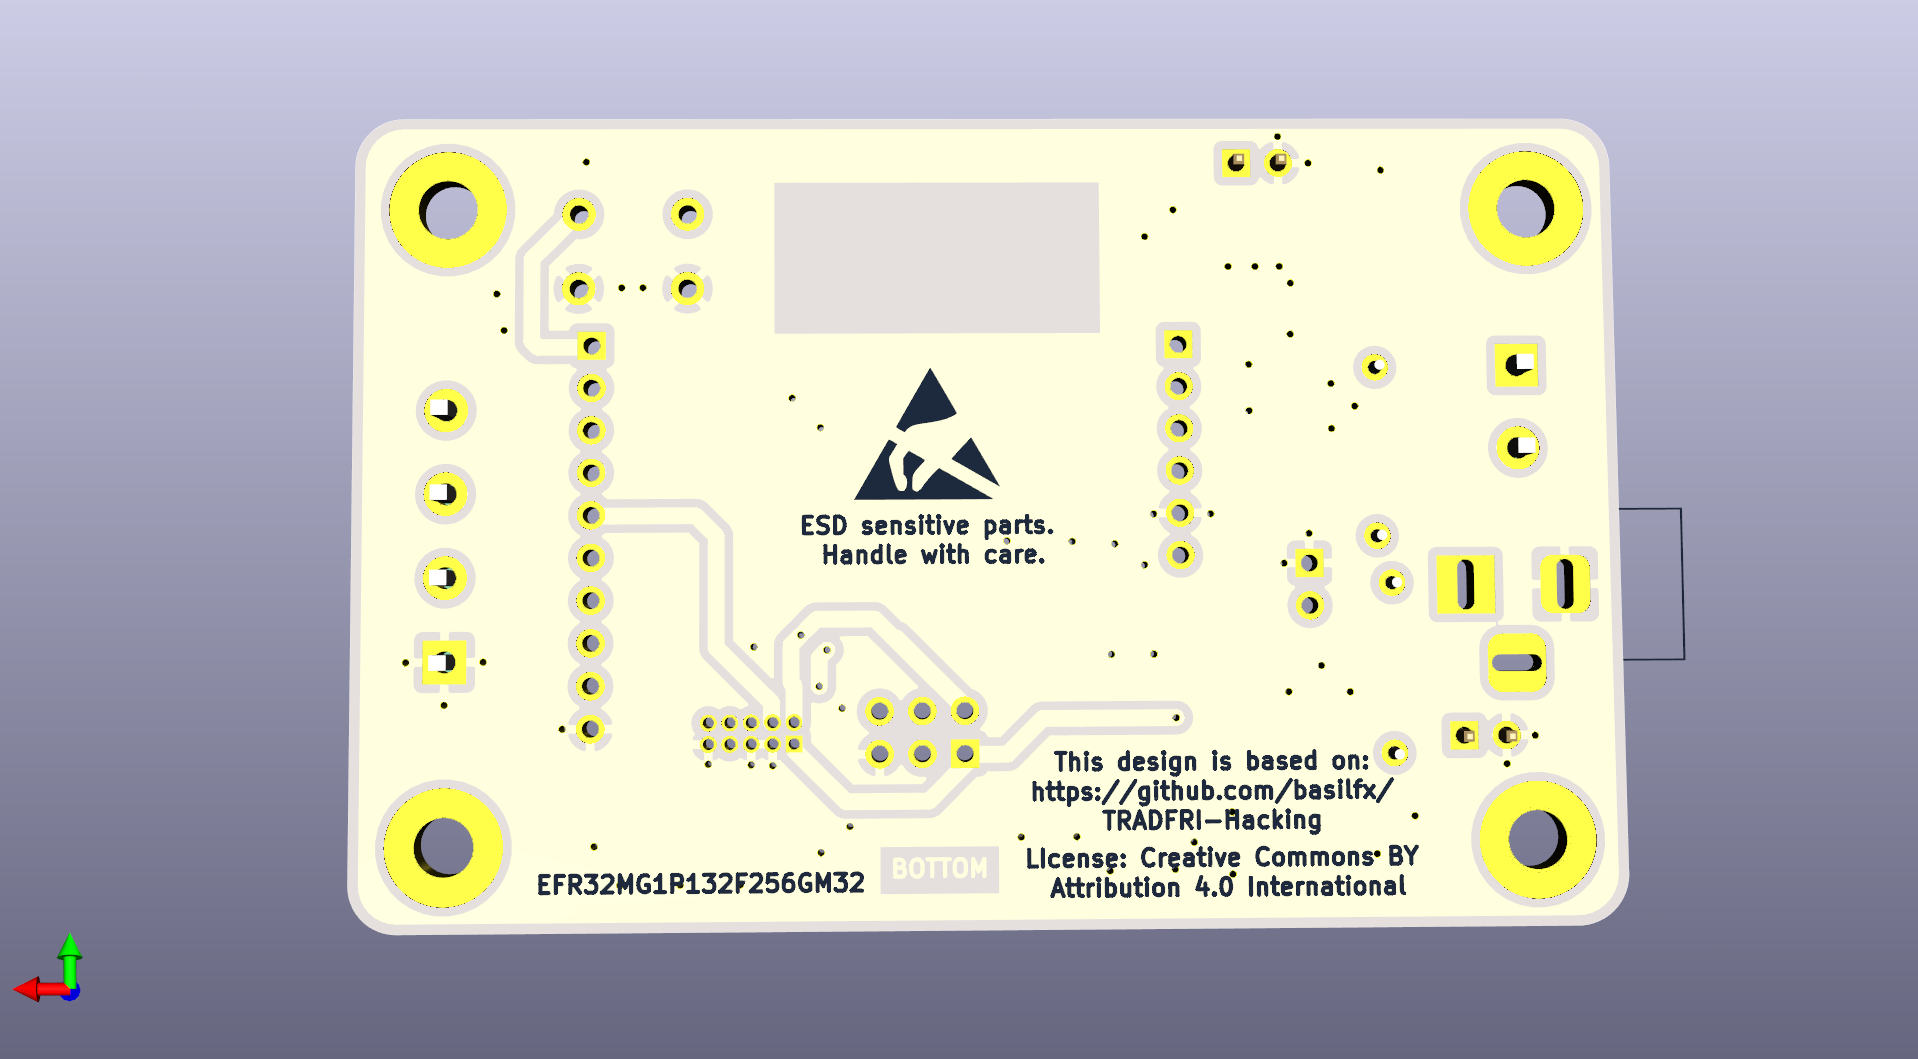 ESD sensitive parts.
Handle with care.
This design is based on:
https://github.com/basilfx/
TRADFRI-Hacking
License: Creative Commons BY
Attribution 4.0 International
BOTTOM
EFR32MG1P132F256GM32